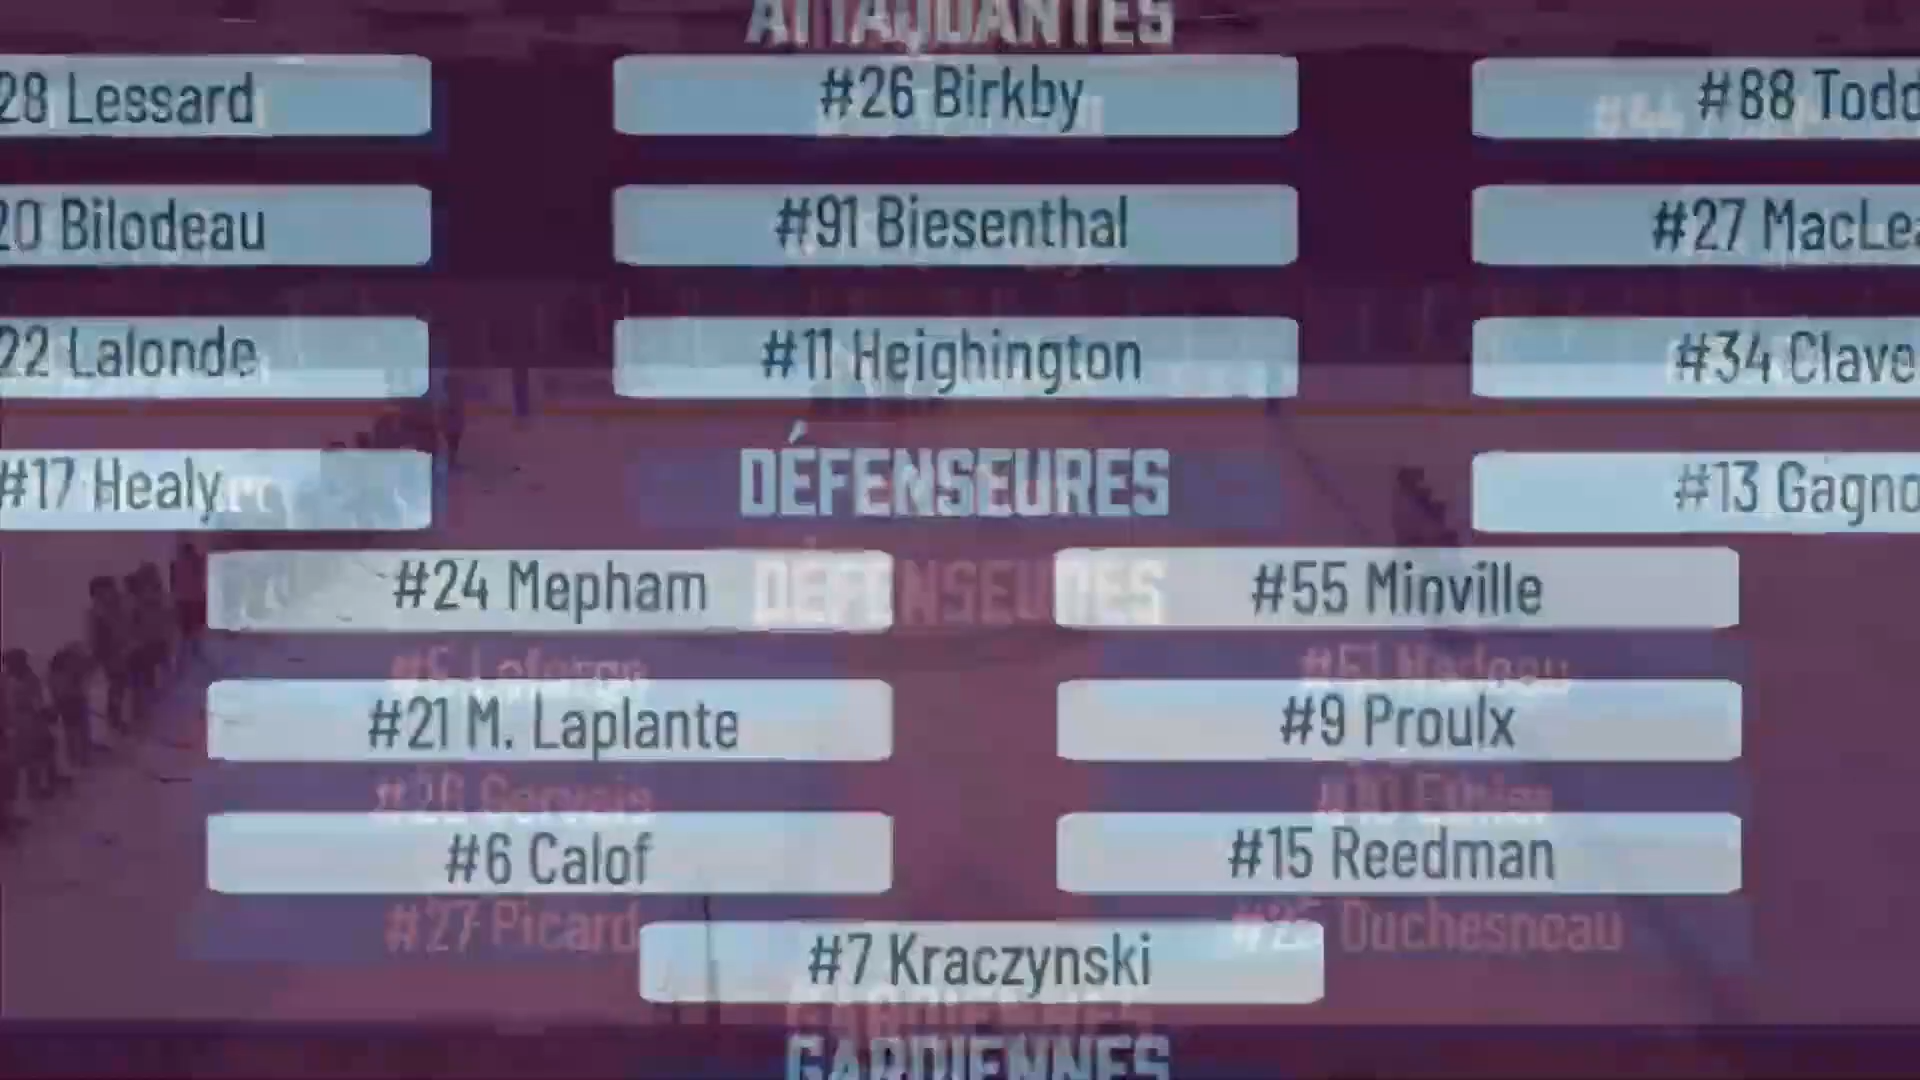 ATTAQUANTES
28 Lessard #26 Birkby #88 Todd
20 Bilodeau #91 Biesenthal #27 MacLea
22 Lalonde #11 Heighington #34 Clave
DÉFENSEURES
#17 Healy #13 Gagno
#24 Mepham #55 Minville
DÉFENSEURES
#21 M. Laplante #9 Proulx
#6 Calof #15 Reedman
#27 Picard Duchesneau
#7 Kraczynski
GARDIENNES